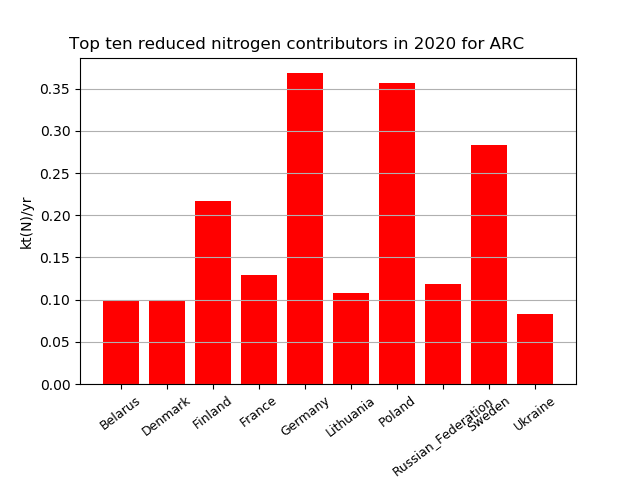 Top ten reduced nitrogen contributors in 2020 for ARC
kt(N)/yr
0.35
0.30
0.25
0.20
0.15
0.10
0.05
0.00
Belarus
Denmark
Finland
France
Germany
Lithuania
Poland
Russian_Federation
Sweden
Ukraine